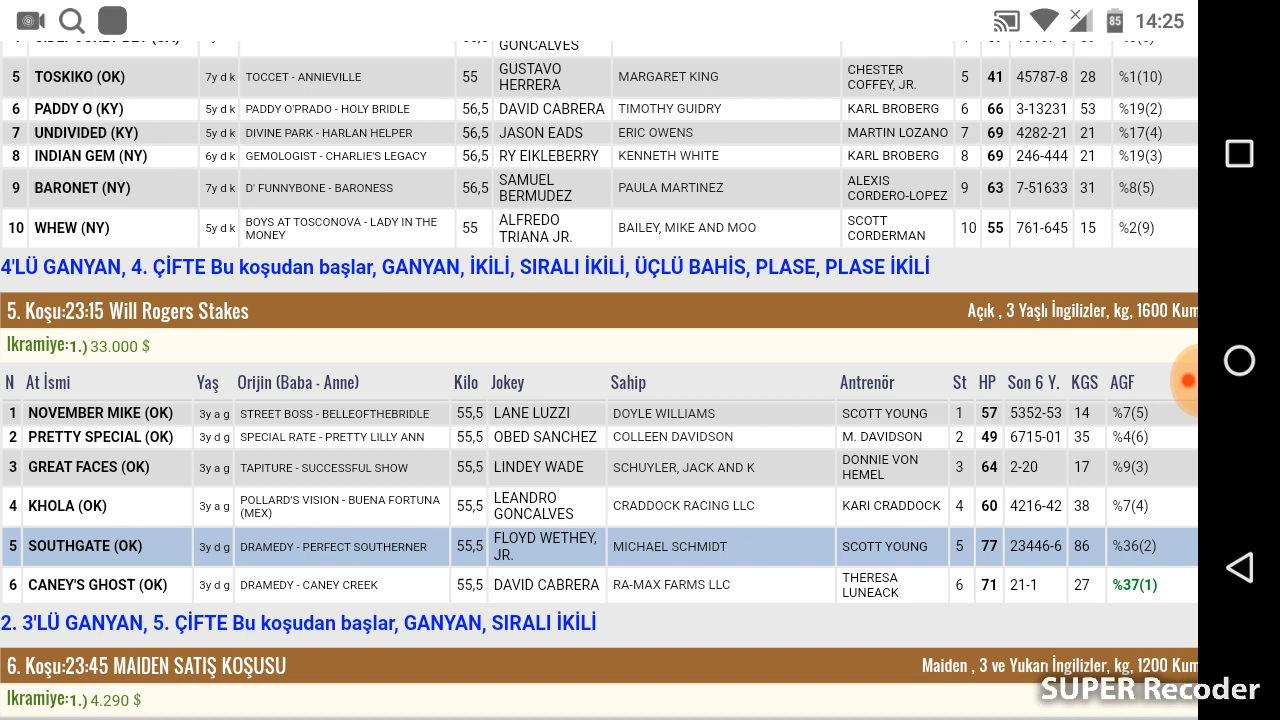 85 14:25
GONCALVES
5 TOSKIKO (OK) 7y d k TOCCET - ANNIEVILLE 55 GUSTAVO HERRERA MARGARET KING CHESTER COFFEY, JR. 5 41 45787-8 28 %1(10)
6 PADDY O (KY) 5y d k PADDY O'PRADO - HOLY BRIDLE 56,5 DAVID CABRERA TIMOTHY GUIDRY KARL BROBERG 6 66 3-13231 53 %19(2)
7 UNDIVIDED (KY) 5y d k DIVINE PARK - HARLAN HELPER 56,5 JASON EADS ERIC OWENS MARTIN LOZANO 7 69 4282-21 21 %17(4)
8 INDIAN GEM (NY) 6y d k GEMOLOGIST - CHARLIE'S LEGACY 56,5 RY EIKLEBERRY KENNETH WHITE KARL BROBERG 8 69 246-444 21 %19(3)
9 BARONET (NY) 7y d k D' FUNNYBONE - BARONESS 56,5 SAMUEL BERMUDEZ PAULA MARTINEZ ALEXIS CORDERO-LOPEZ 9 63 7-51633 31 %8(5)
10 WHEW (NY) 5y d k BOYS AT TOSCONOVA - LADY IN THE MONEY 55 ALFREDO TRIANA JR. BAILEY, MIKE AND MOO SCOTT CORDERMAN 10 55 761-645 15 %2(9)
4'LÜ GANYAN, 4. ÇİFTE Bu koşudan başlar, GANYAN, İKİLİ, SIRALI İKİLİ, ÜÇLÜ BAHİS, PLASE, PLASE İKİLİ
5. Koşu:23:15 Will Rogers Stakes Açık , 3 Yaşlı İngilizler, kg, 1600 Kum
Ikramiye:1.) 33.000 $
N At İsmi Yaş Orijin (Baba - Anne) Kilo Jokey Sahip Antrenör St HP Son 6 Y. KGS AGF
1 NOVEMBER MIKE (OK) 3y a g STREET BOSS - BELLEOFTHEBRIDLE 55,5 LANE LUZZI DOYLE WILLIAMS SCOTT YOUNG 1 57 5352-53 14 %7(5)
2 PRETTY SPECIAL (OK) 3y d g SPECIAL RATE - PRETTY LILLY ANN 55,5 OBED SANCHEZ COLLEEN DAVIDSON M. DAVIDSON 2 49 6715-01 35 %4(6)
3 GREAT FACES (OK) 3y a g TAPITURE - SUCCESSFUL SHOW 55,5 LINDEY WADE SCHUYLER, JACK AND K DONNIE VON HEMEL 3 64 2-20 17 %9(3)
4 KHOLA (OK) 3y a g POLLARD'S VISION - BUENA FORTUNA (MEX) 55,5 LEANDRO GONCALVES CRADDOCK RACING LLC KARI CRADDOCK 4 60 4216-42 38 %7(4)
5 SOUTHGATE (OK) 3y d g DRAMEDY - PERFECT SOUTHERNER 55,5 FLOYD WETHEY, JR. MICHAEL SCHMIDT SCOTT YOUNG 5 77 23446-6 86 %36(2)
6 CANEY'S GHOST (OK) 3y d g DRAMEDY - CANEY CREEK 55,5 DAVID CABRERA RA-MAX FARMS LLC THERESA LUNEACK 6 71 21-1 27 %37(1)
2. 3'LÜ GANYAN, 5. ÇİFTE Bu koşudan başlar, GANYAN, SIRALI İKİLİ
6. Koşu:23:45 MAIDEN SATIŞ KOŞUSU Maiden , 3 ve Yukarı İngilizler, kg, 1200 Kum
Ikramiye:1.) 4.290 $
SUPER Recoder